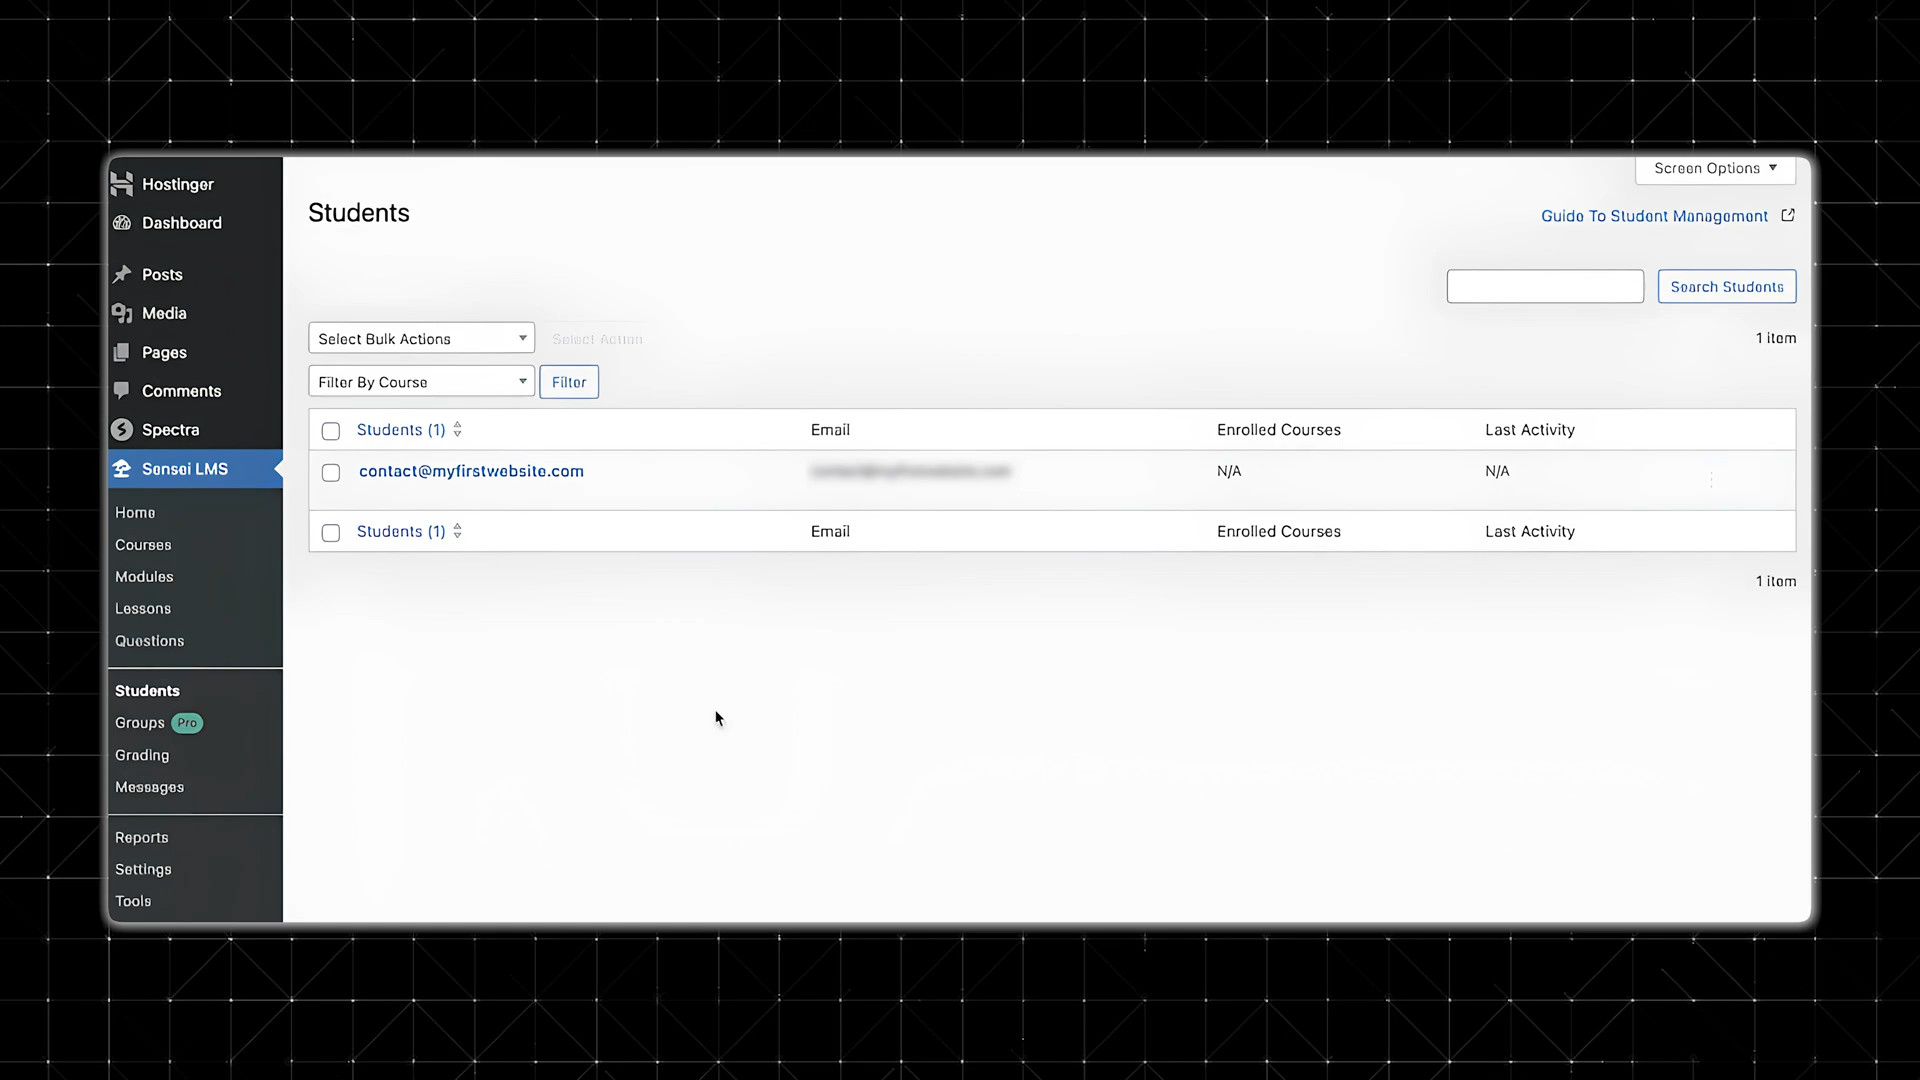 Hostinger
Dashboard
Posts
Media
Pages
Comments
Spectra
Sensei LMS
Home
Courses
Modules
Lessons
Questions
Students
Groups Pro
Grading
Messages
Reports
Settings
Tools
Screen Options
Students
Guide To Student Management
Search Students
Select Bulk Actions Select Action
1 item
Filter By Course Filter
Students (1) Email Enrolled Courses Last Activity
contact@myfirstwebsite.com N/A N/A
Students (1) Email Enrolled Courses Last Activity
1 item